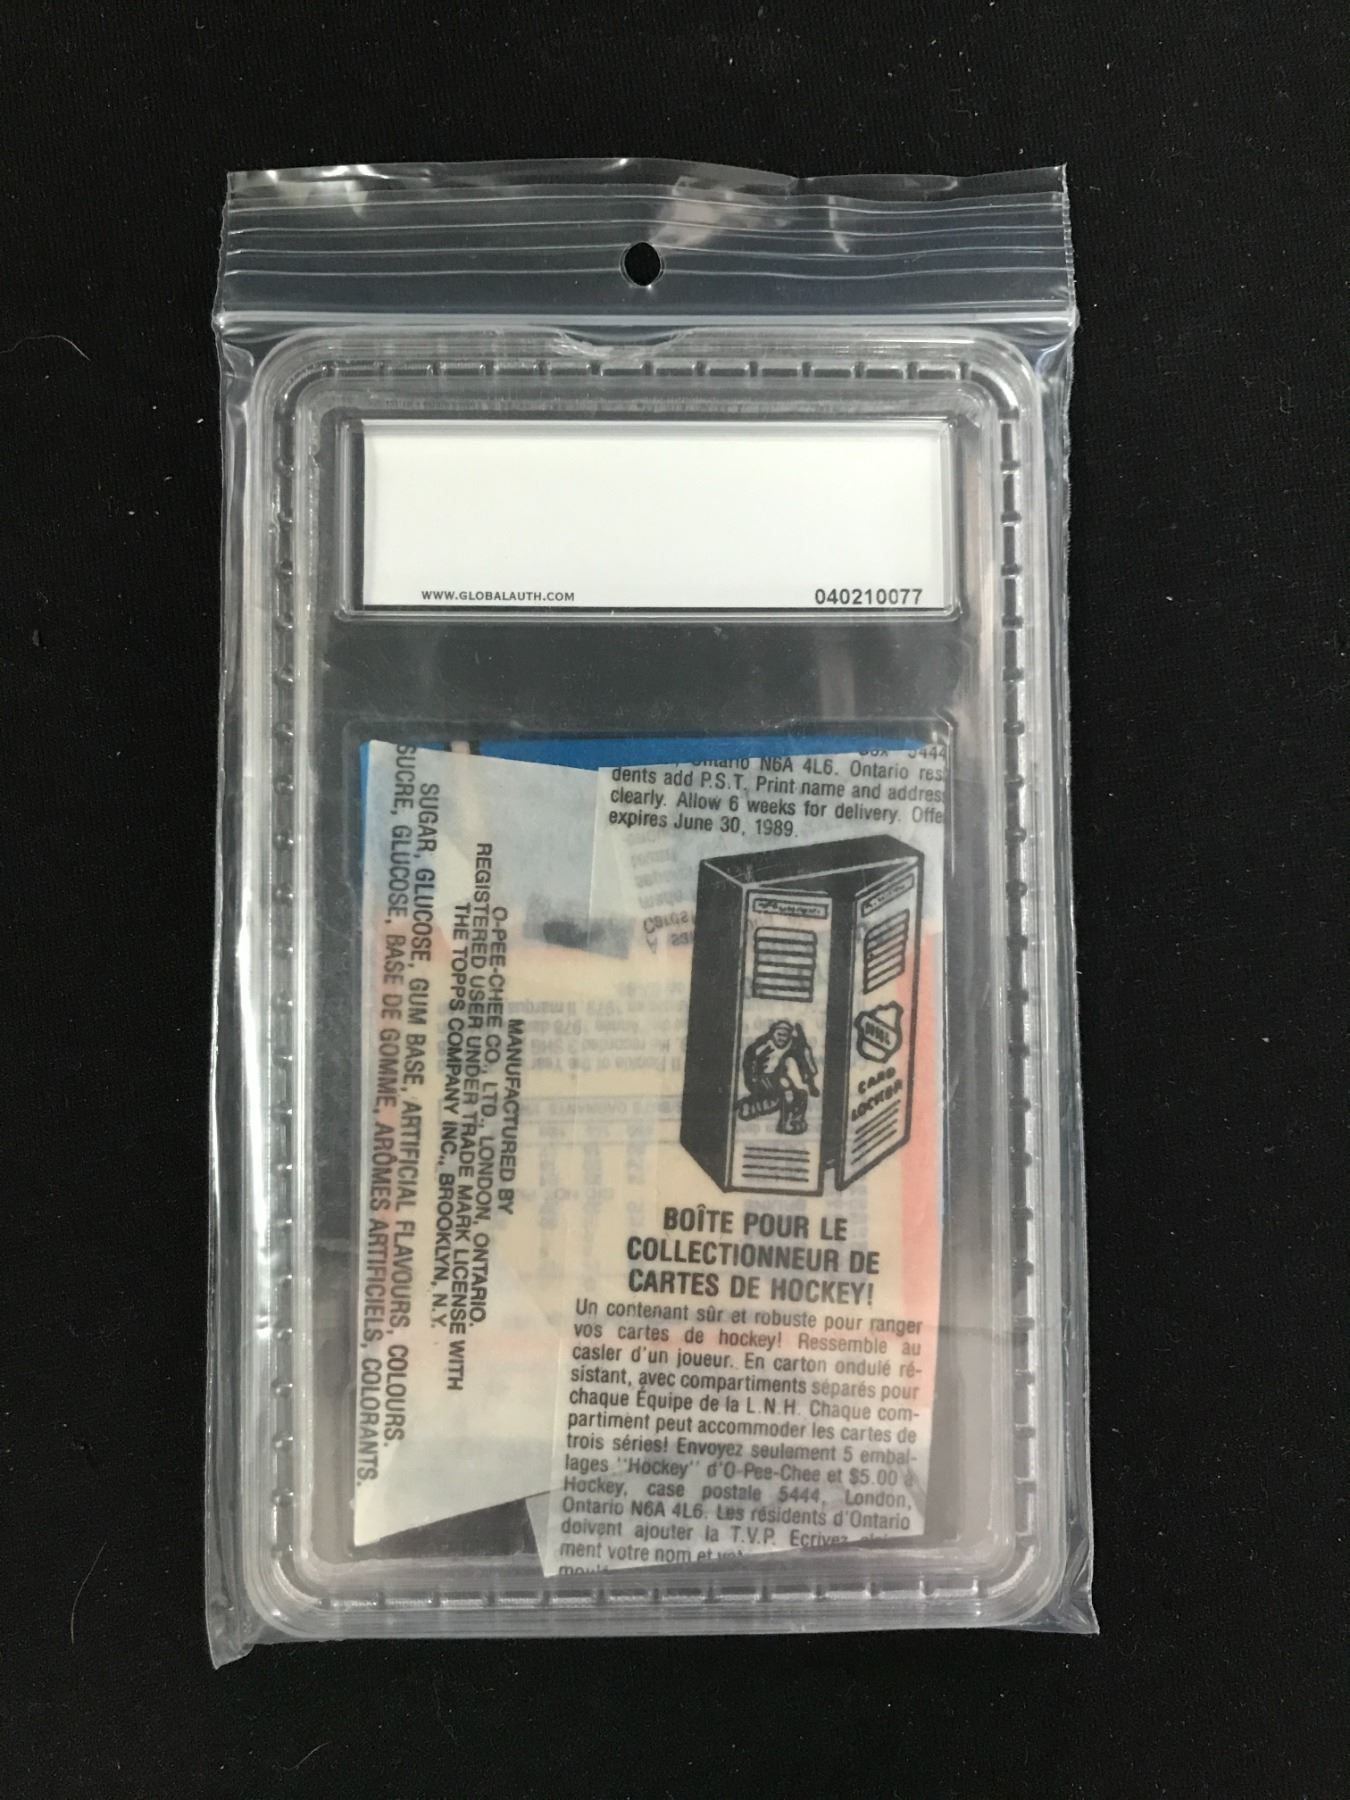 WWW.GLOBALAUTH.COM
040210077
5444
Ontario N6A 4L6. Ontario res
dents add P.S.T. Print name and address
clearly. Allow 6 weeks for delivery. Offe
expires June 30, 1989.
CARD
LOCKER
BOÎTE POUR LE
COLLECTIONNEUR DE
CARTES DE HOCKEY!
Un contenant sûr et robuste pour ranger
vos cartes de hockey! Ressemble au
casier d'un joueur. En carton ondulé ré-
sistant, avec compartiments séparés pour
chaque Équipe de la L.N.H. Chaque com-
partiment peut accommoder les cartes de
trois séries! Envoyez seulement 5 embal-
lages "Hockey" d'O-Pee-Chee et $5.00 à
Hockey, case postale 5444, London,
Ontario N6A 4L6. Les résidents d'Ontario
doivent ajouter la T.V.P. Ecrivez
ment votre nom et
MANUFACTURED BY
O-PEE-CHEE CO., LTD., LONDON, ONTARIO.
REGISTERED USER UNDER TRADE MARK LICENSE WITH
THE TOPPS COMPANY INC., BROOKLYN, N.Y.
SUGAR, GLUCOSE, GUM BASE, ARTIFICIAL FLAVOURS, COLOURS.
SUCRE, GLUCOSE, BASE DE GOMME, ARÔMES ARTIFICIELS, COLORANTS.